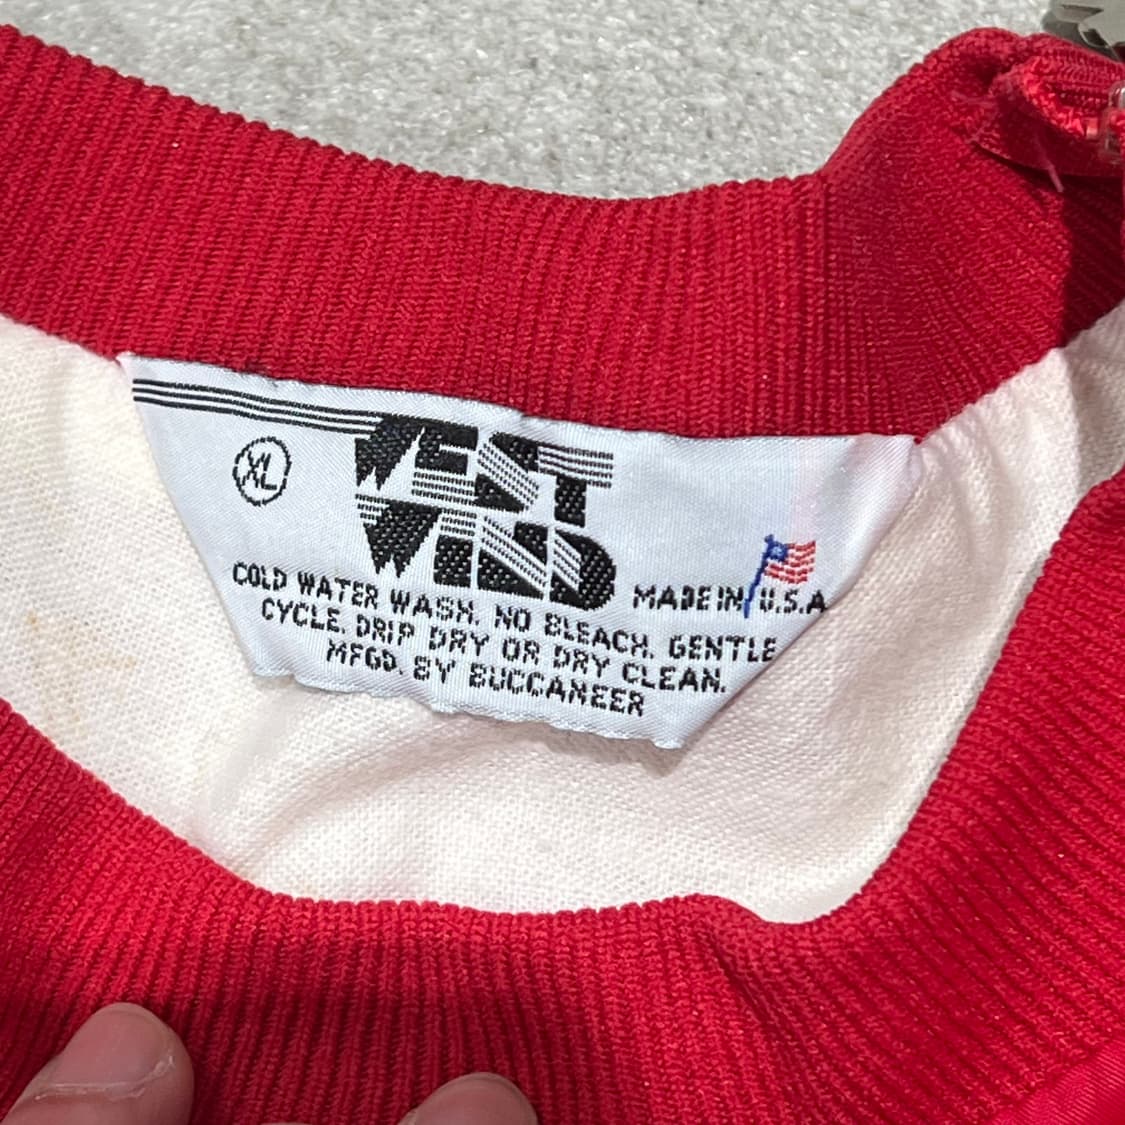 XL
WEST
WIND
MADE IN U.S.A
COLD WATER WASH. NO BLEACH. GENTLE
CYCLE. DRIP DRY OR DRY CLEAN.
MFGD. BY BUCCANEER